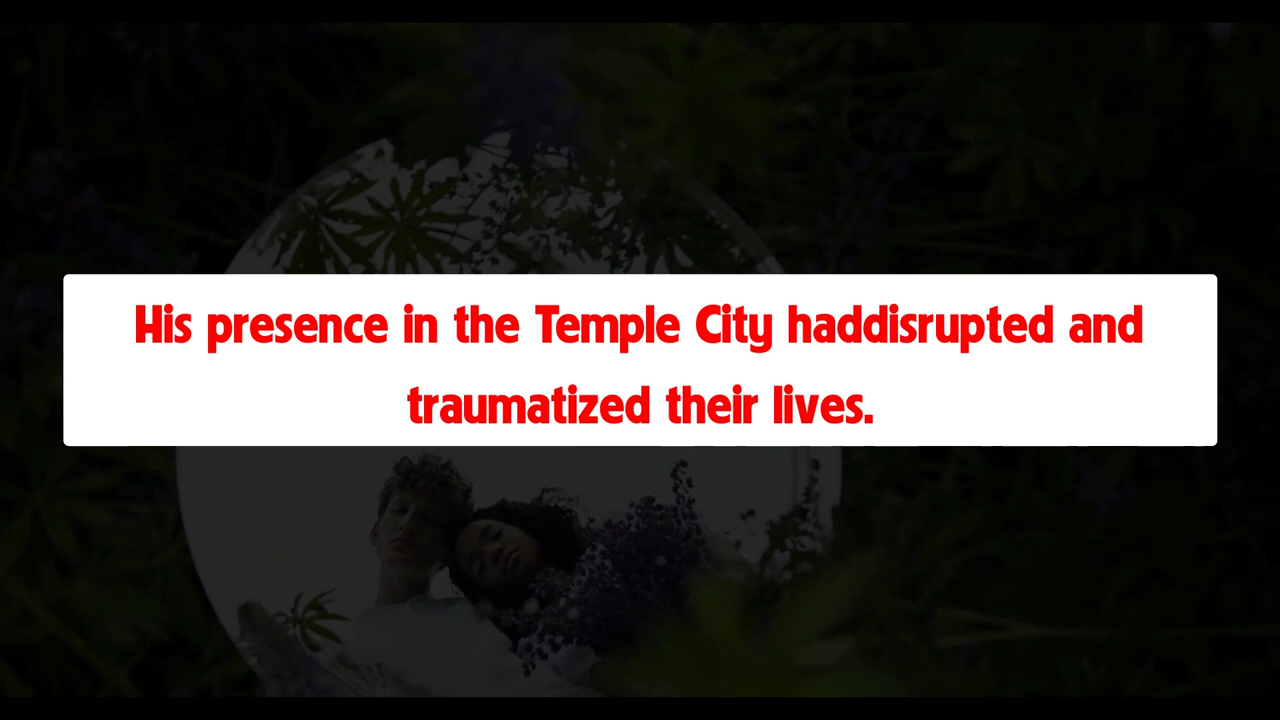 His presence in the Temple City haddisrupted and
traumatized their lives.